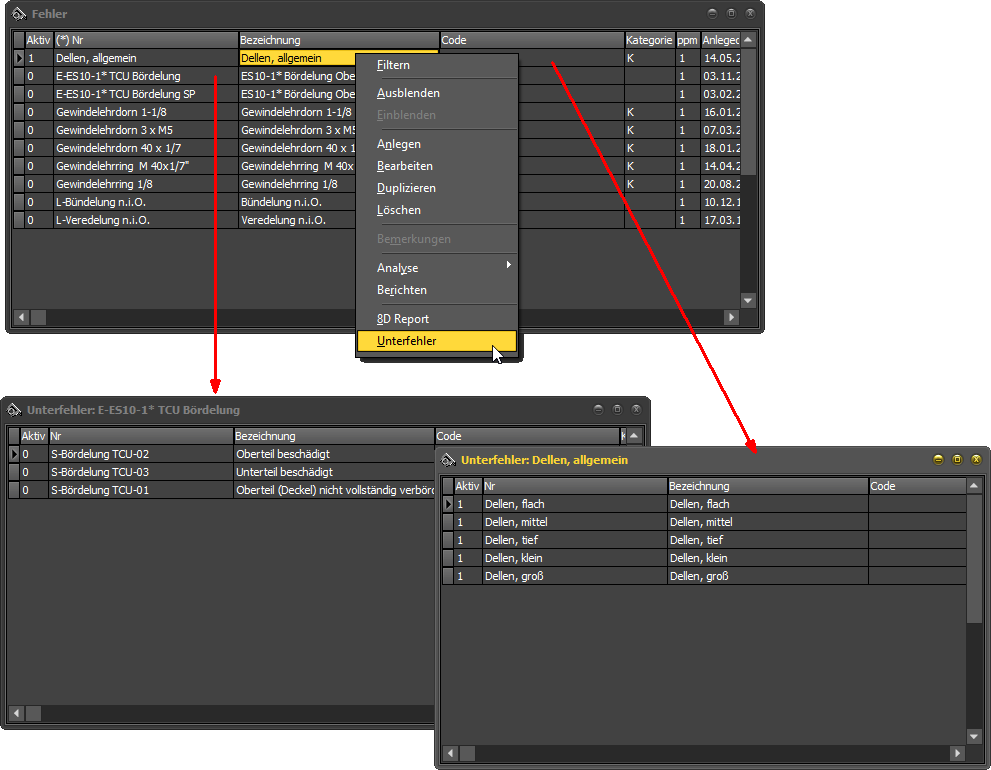 Fehler
Aktiv (*) Nr Bezeichnung Code Kategorie ppm Angelegt
1 Dellen, allgemein Dellen, allgemein K 1 14.05.2
0 E-ES10-1* TCU Bördelung ES10-1* Bördelung Obe 1 03.11.2
0 E-ES10-1* TCU Bördelung SP ES10-1* Bördelung Obe 1 03.02.2
0 Gewindelehrdorn 1-1/8 Gewindelehrdorn 1-1/8 K 1 16.01.2
0 Gewindelehrdorn 3 x M5 Gewindelehrdorn 3 x M5 K 1 07.03.2
0 Gewindelehrdorn 40 x 1/7 Gewindelehrdorn 40 x 1 K 1 18.01.2
0 Gewindelehrring M 40x1/7" Gewindelehrring M 40x K 1 14.04.2
0 Gewindelehrring 1/8 Gewindelehrring 1/8 K 1 20.08.2
0 L-Bündelung n.i.O. Bündelung n.i.O. 1 10.12.1
0 L-Veredelung n.i.O. Veredelung n.i.O. 1 17.03.1
Filtern
Ausblenden
Einblenden
Anlegen
Bearbeiten
Duplizieren
Löschen
Bemerkungen
Analyse
Berichten
8D Report
Unterfehler
Unterfehler: E-ES10-1* TCU Bördelung
Aktiv Nr Bezeichnung Code
0 S-Bördelung TCU-02 Oberteil beschädigt
0 S-Bördelung TCU-03 Unterteil beschädigt
0 S-Bördelung TCU-01 Oberteil (Deckel) nicht vollständig verbörd
Unterfehler: Dellen, allgemein
Aktiv Nr Bezeichnung Code
1 Dellen, flach Dellen, flach
1 Dellen, mittel Dellen, mittel
1 Dellen, tief Dellen, tief
1 Dellen, klein Dellen, klein
1 Dellen, groß Dellen, groß